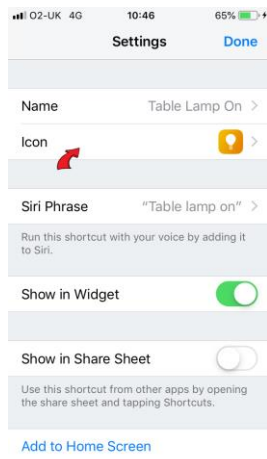 O2-UK 4G 10:46 65%
Settings Done
Name Table Lamp On
Icon
Siri Phrase "Table lamp on"
Run this shortcut with your voice by adding it
to Siri.
Show in Widget
Show in Share Sheet
Use this shortcut from other apps by opening
the share sheet and tapping Shortcuts.
Add to Home Screen